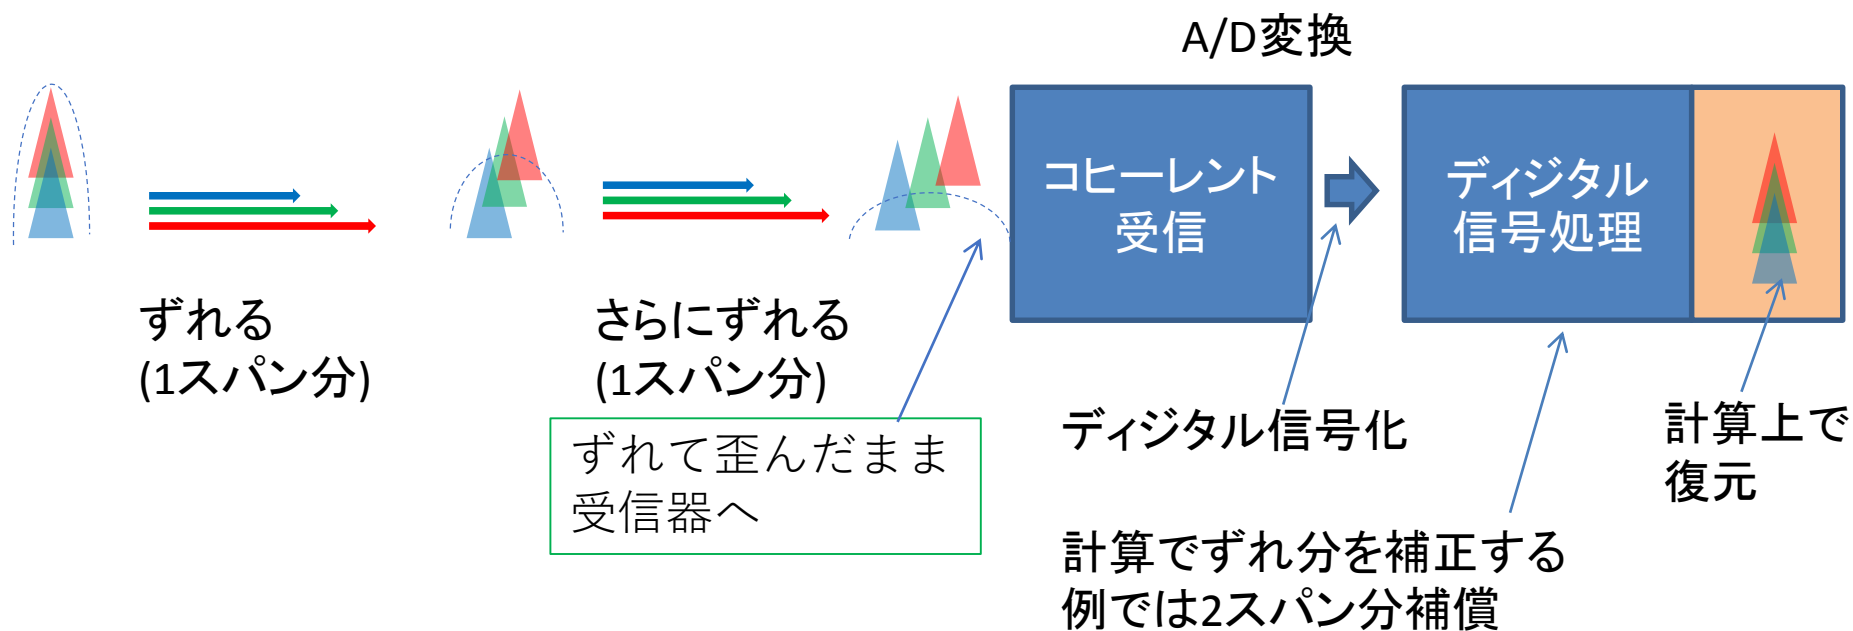 A/D変換
コヒーレント
受信
ディジタル
信号処理
ずれる
(1スパン分)
さらにずれる
(1スパン分)
ずれて歪んだまま
受信器へ
ディジタル信号化
計算上で
復元
計算でずれ分を補正する
例では2スパン分補償